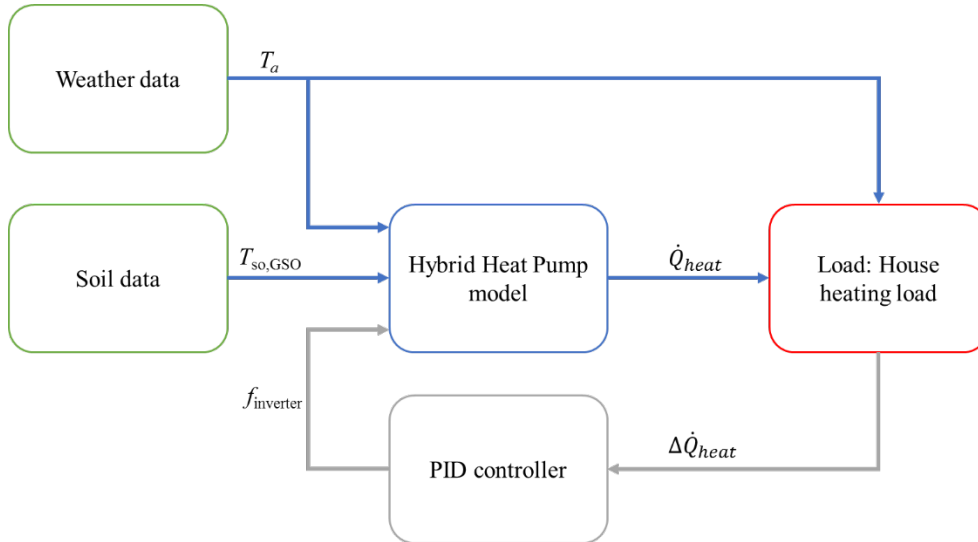 Weather data
Tₐ
Soil data
T_so,GSO
Hybrid Heat Pump
model
Q̇_heat
Load: House
heating load
f_inverter
PID controller
ΔQ̇_heat